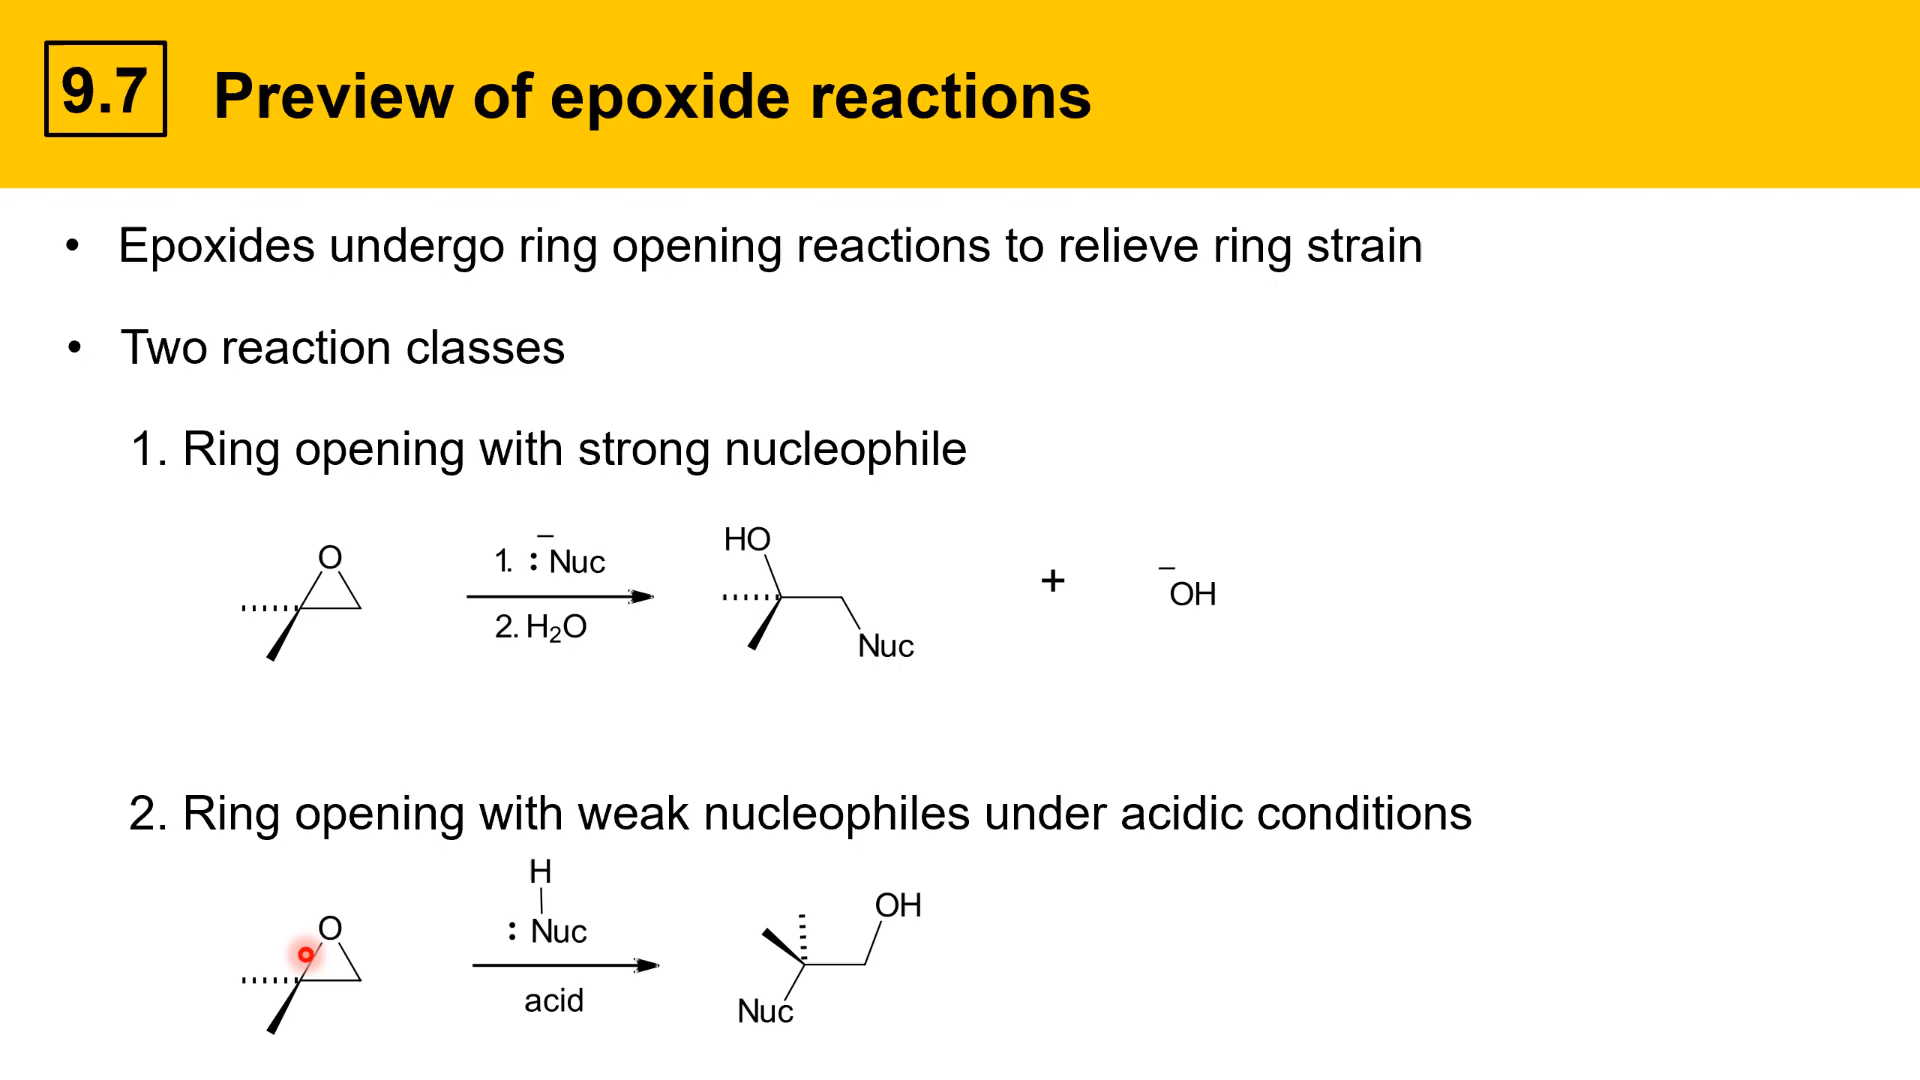 9.7
Preview of epoxide reactions
• Epoxides undergo ring opening reactions to relieve ring strain
• Two reaction classes
1. Ring opening with strong nucleophile
O
1. :‾Nuc
2. H₂O
HO
Nuc
+
‾OH
2. Ring opening with weak nucleophiles under acidic conditions
O
H
: Nuc
acid
OH
Nuc